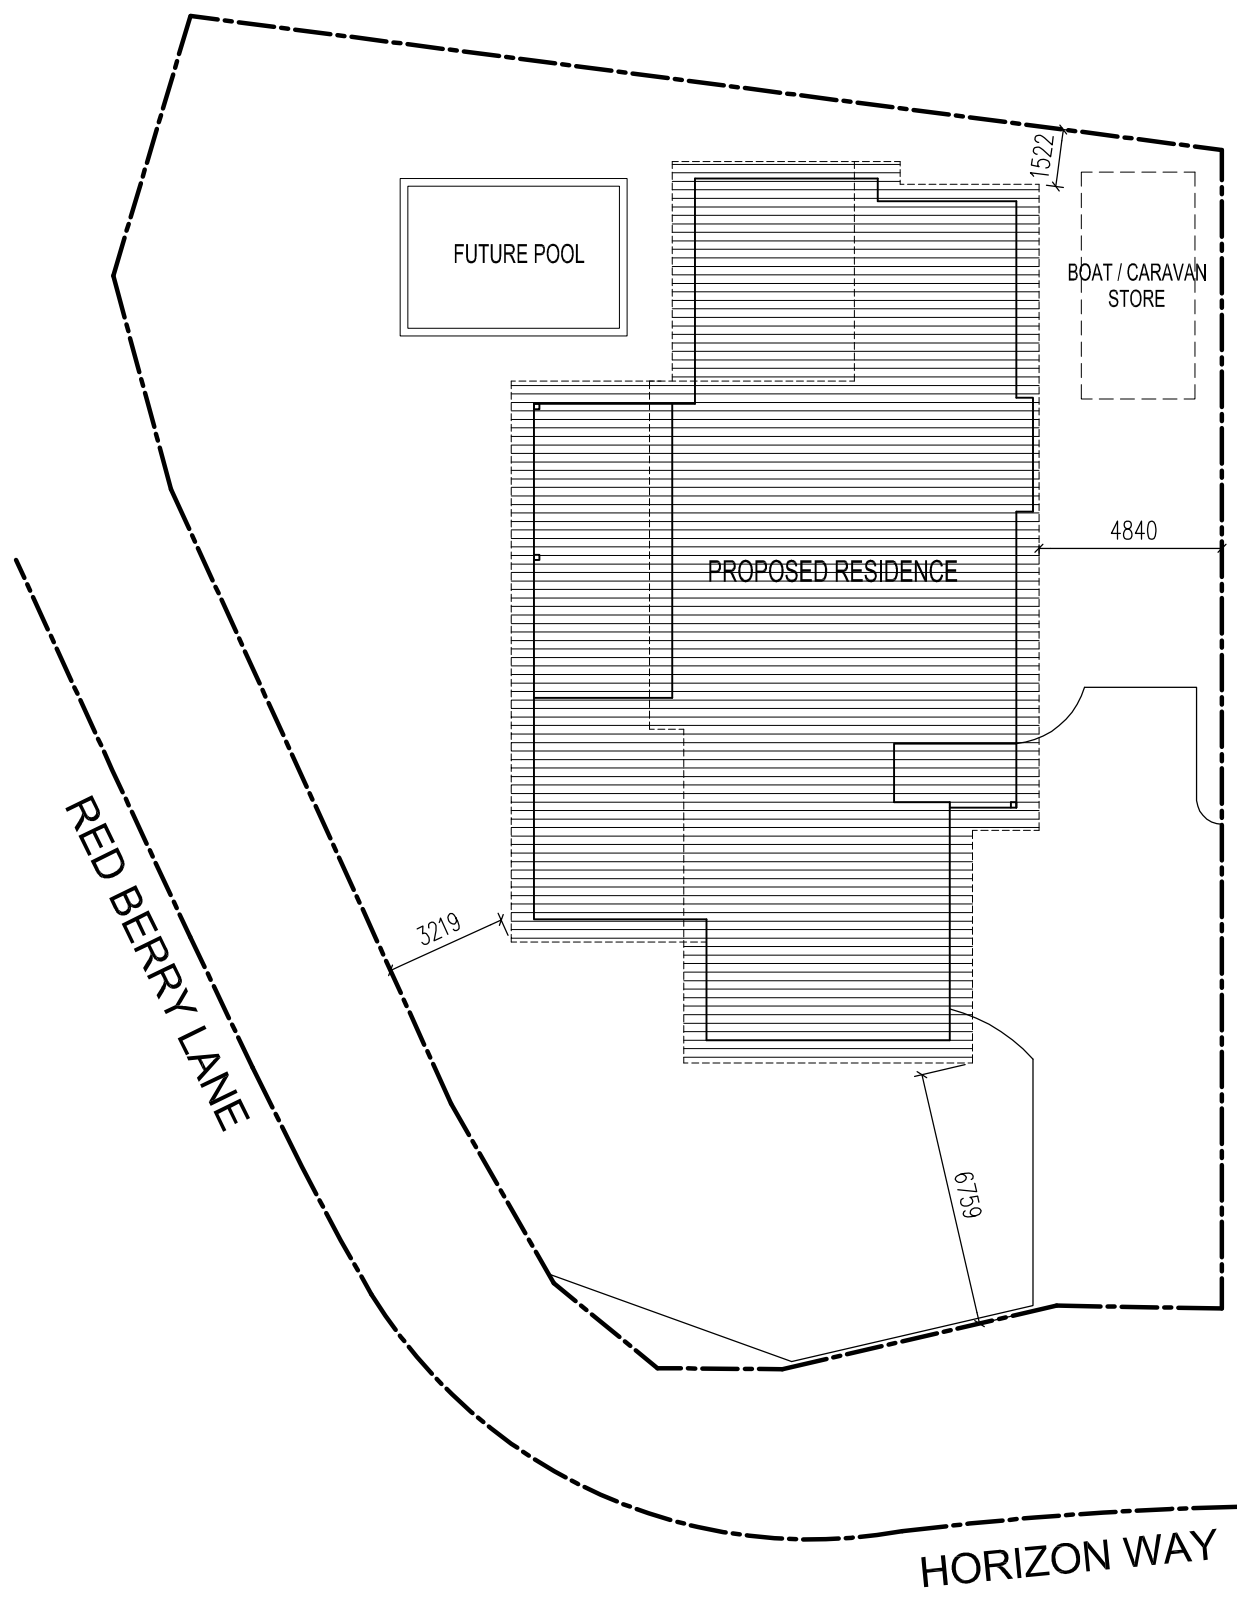 1522
FUTURE POOL
BOAT / CARAVAN
STORE
4840
PROPOSED RESIDENCE
RED BERRY LANE
3219
6759
HORIZON WAY